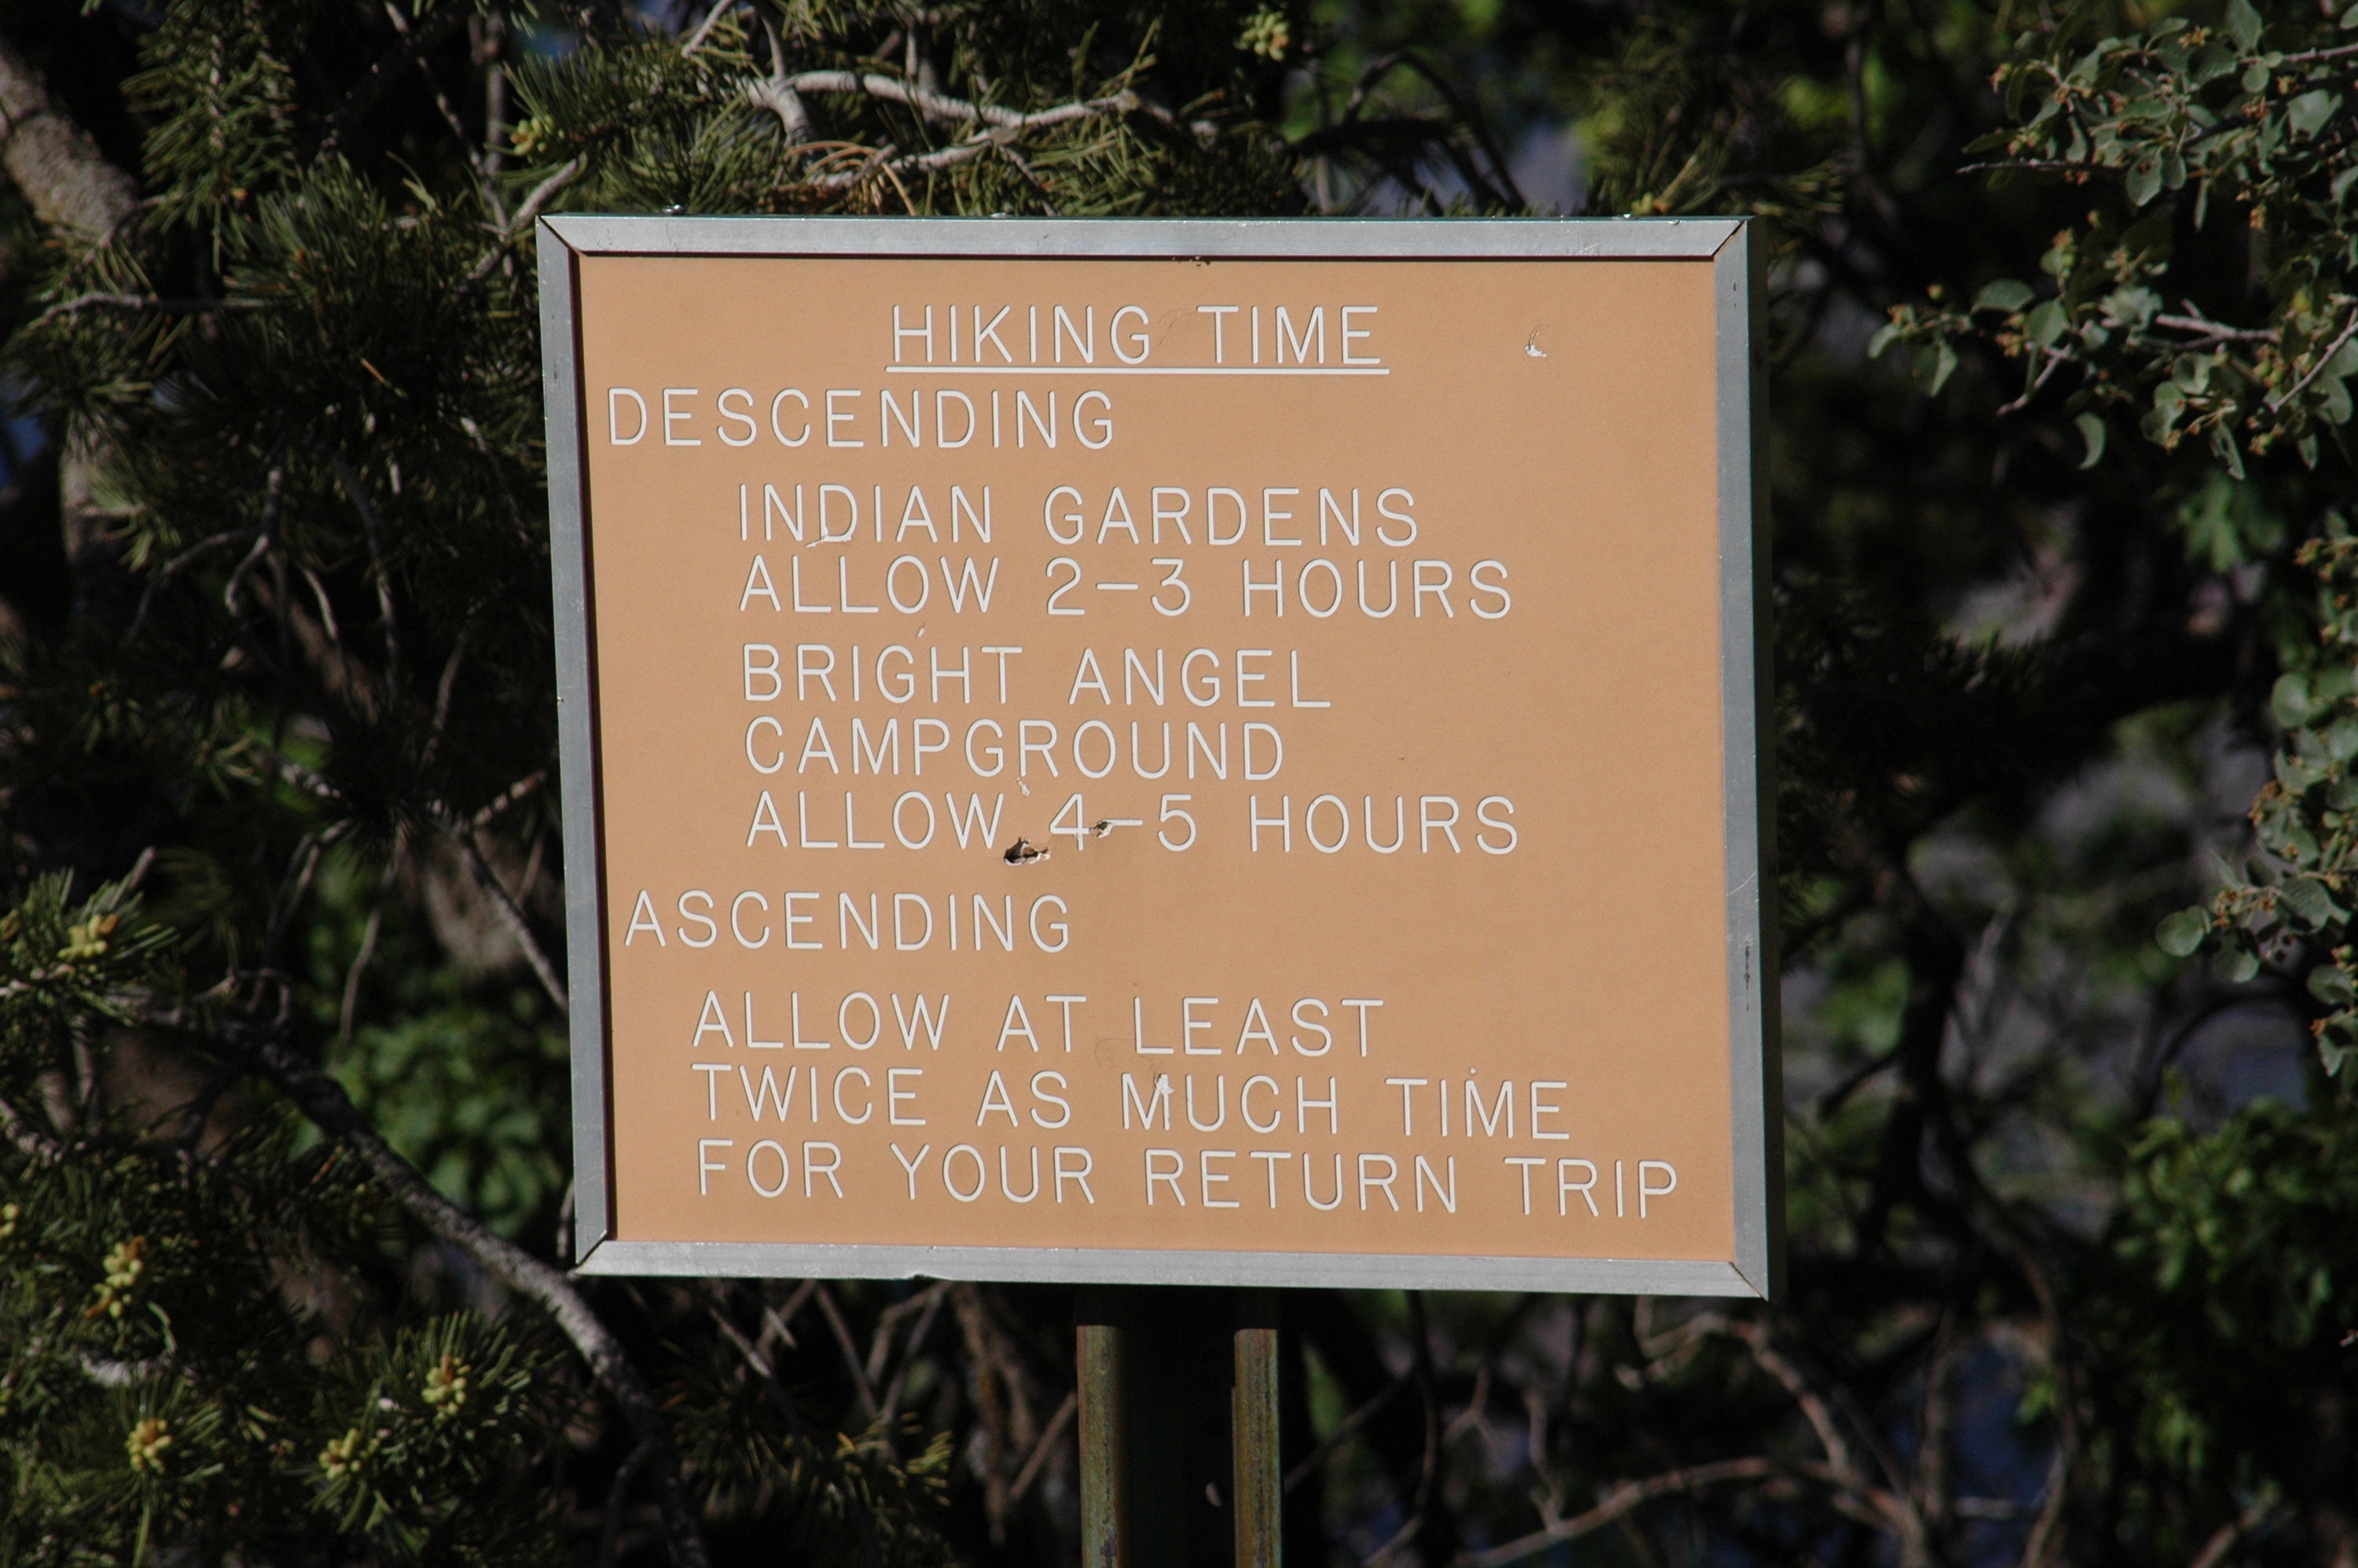 HIKING TIME
DESCENDING
INDIAN GARDENS
ALLOW 2-3 HOURS
BRIGHT ANGEL
CAMPGROUND
ALLOW 4-5 HOURS
ASCENDING
ALLOW AT LEAST
TWICE AS MUCH TIME
FOR YOUR RETURN TRIP